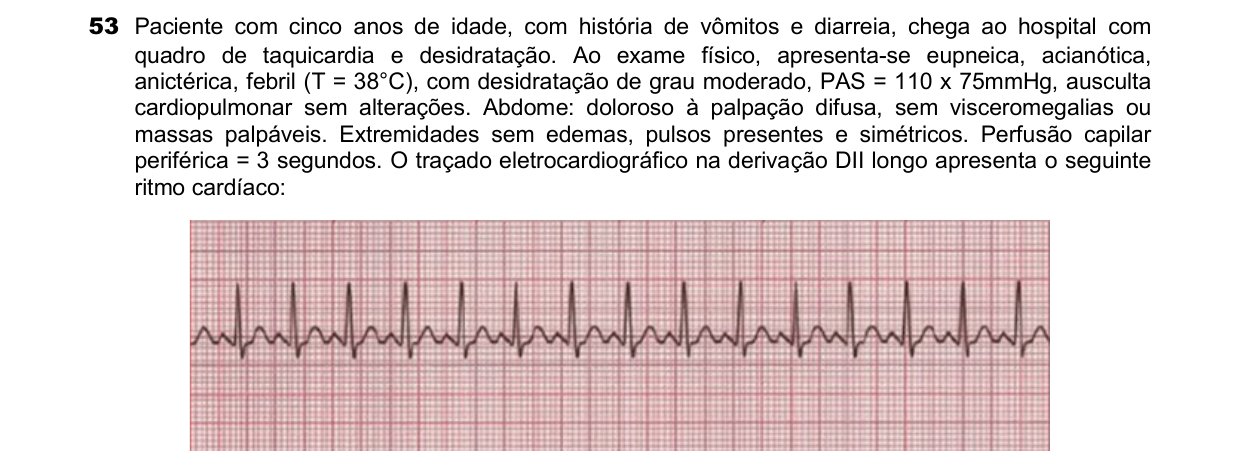 53 Paciente com cinco anos de idade, com história de vômitos e diarreia, chega ao hospital com
quadro de taquicardia e desidratação. Ao exame físico, apresenta-se eupneica, acianótica,
anictérica, febril (T = 38°C), com desidratação de grau moderado, PAS = 110 x 75mmHg, ausculta
cardiopulmonar sem alterações. Abdome: doloroso à palpação difusa, sem visceromegalias ou
massas palpáveis. Extremidades sem edemas, pulsos presentes e simétricos. Perfusão capilar
periférica = 3 segundos. O traçado eletrocardiográfico na derivação DII longo apresenta o seguinte
ritmo cardíaco: